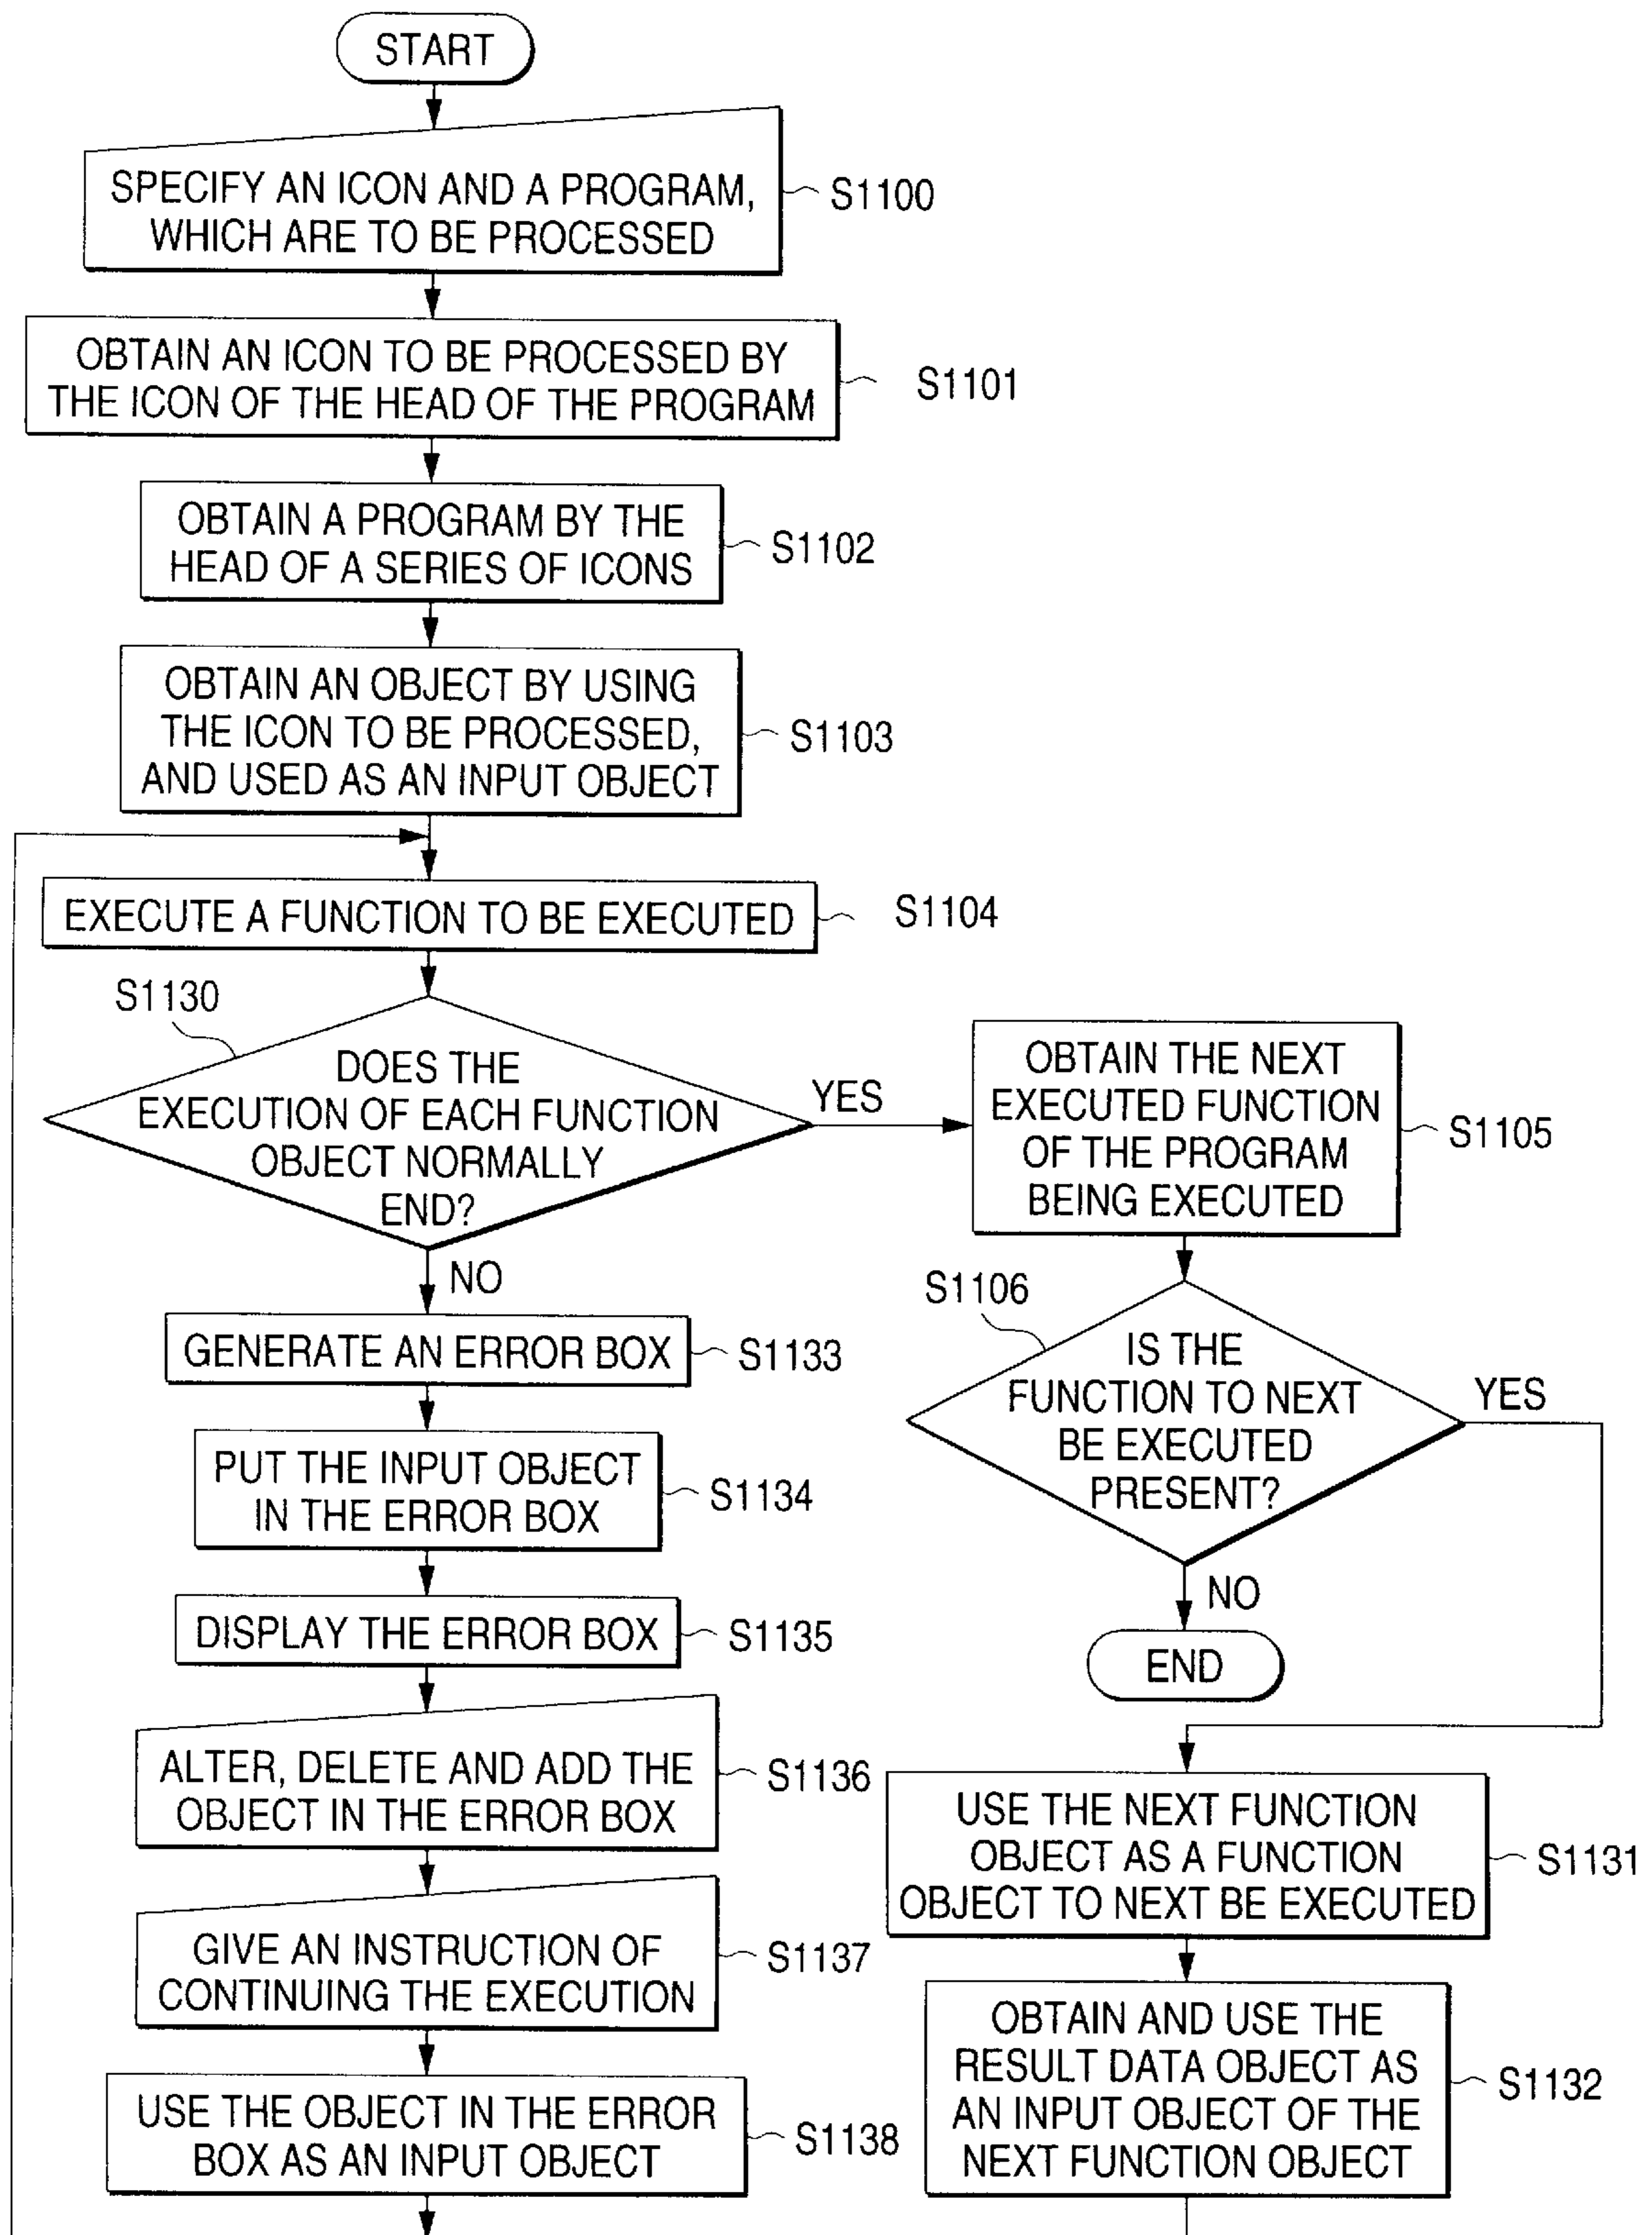 START
SPECIFY AN ICON AND A PROGRAM,
WHICH ARE TO BE PROCESSED
S1100
OBTAIN AN ICON TO BE PROCESSED BY
THE ICON OF THE HEAD OF THE PROGRAM
S1101
OBTAIN A PROGRAM BY THE
HEAD OF A SERIES OF ICONS
S1102
OBTAIN AN OBJECT BY USING
THE ICON TO BE PROCESSED,
AND USED AS AN INPUT OBJECT
S1103
EXECUTE A FUNCTION TO BE EXECUTED
S1104
S1130
DOES THE
EXECUTION OF EACH FUNCTION
OBJECT NORMALLY
END?
YES
NO
OBTAIN THE NEXT
EXECUTED FUNCTION
OF THE PROGRAM
BEING EXECUTED
S1105
S1106
IS THE
FUNCTION TO NEXT
BE EXECUTED
PRESENT?
YES
NO
END
GENERATE AN ERROR BOX
S1133
PUT THE INPUT OBJECT
IN THE ERROR BOX
S1134
DISPLAY THE ERROR BOX
S1135
ALTER, DELETE AND ADD THE
OBJECT IN THE ERROR BOX
S1136
GIVE AN INSTRUCTION OF
CONTINUING THE EXECUTION
S1137
USE THE OBJECT IN THE ERROR
BOX AS AN INPUT OBJECT
S1138
USE THE NEXT FUNCTION
OBJECT AS A FUNCTION
OBJECT TO NEXT BE EXECUTED
S1131
OBTAIN AND USE THE
RESULT DATA OBJECT AS
AN INPUT OBJECT OF THE
NEXT FUNCTION OBJECT
S1132